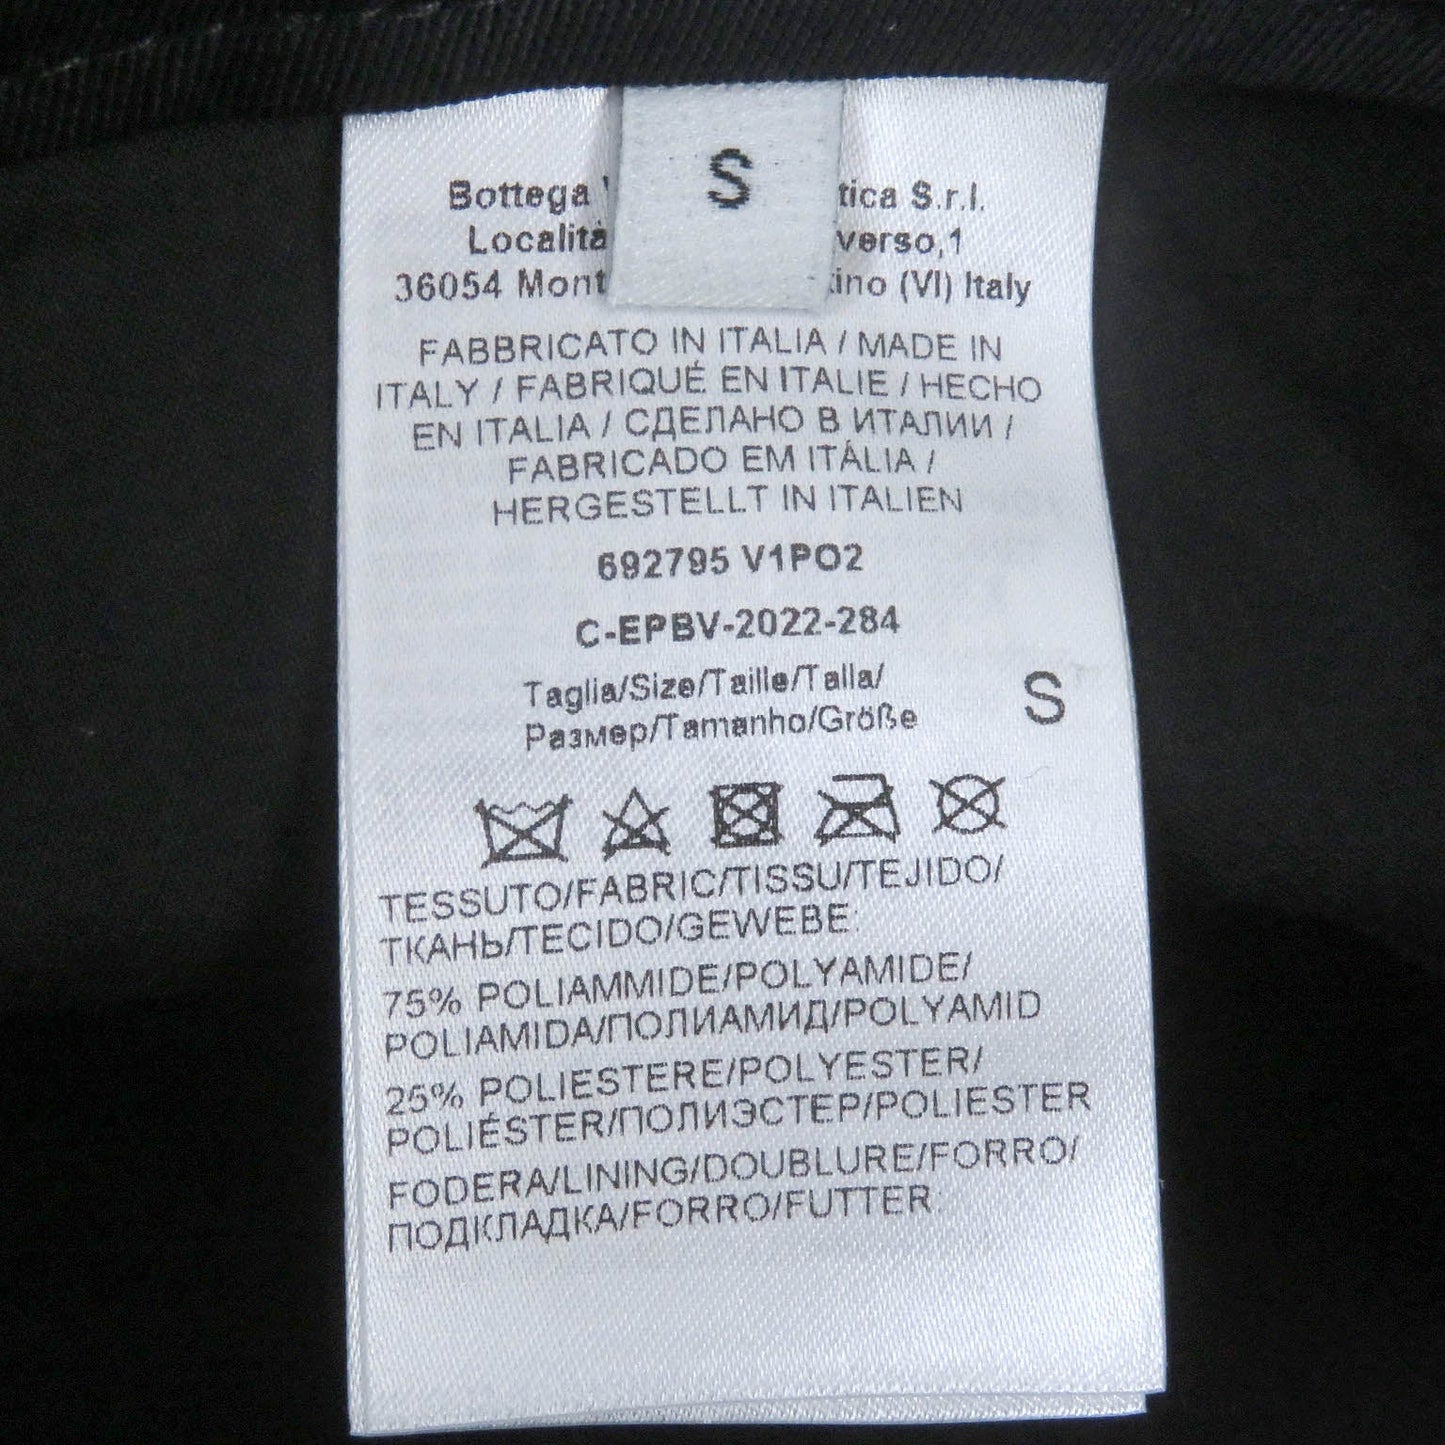 S
Bottega tica S.r.l.
Località verso,1
36054 Mont ino (VI) Italy
FABBRICATO IN ITALIA / MADE IN
ITALY / FABRIQUÉ EN ITALIE / HECHO
EN ITALIA / СДЕЛАНО В ИТАЛИИ /
FABRICADO EM ITÁLIA /
HERGESTELLT IN ITALIEN
692795 V1PO2
C-EPBV-2022-284
Taglia/Size/Taille/Talla/
Размер/Tamanho/Größe
S
TESSUTO/FABRIC/TISSU/TEJIDO/
ТКАНЬ/TECIDO/GEWEBE:
75% POLIAMMIDE/POLYAMIDE/
POLIAMIDA/ПОЛИАМИД/POLYAMID
25% POLIESTERE/POLYESTER/
POLIÉSTER/ПОЛИЭСТЕР/POLIESTER
FODERA/LINING/DOUBLURE/FORRO/
ПОДКЛАДКА/FORRO/FUTTER: